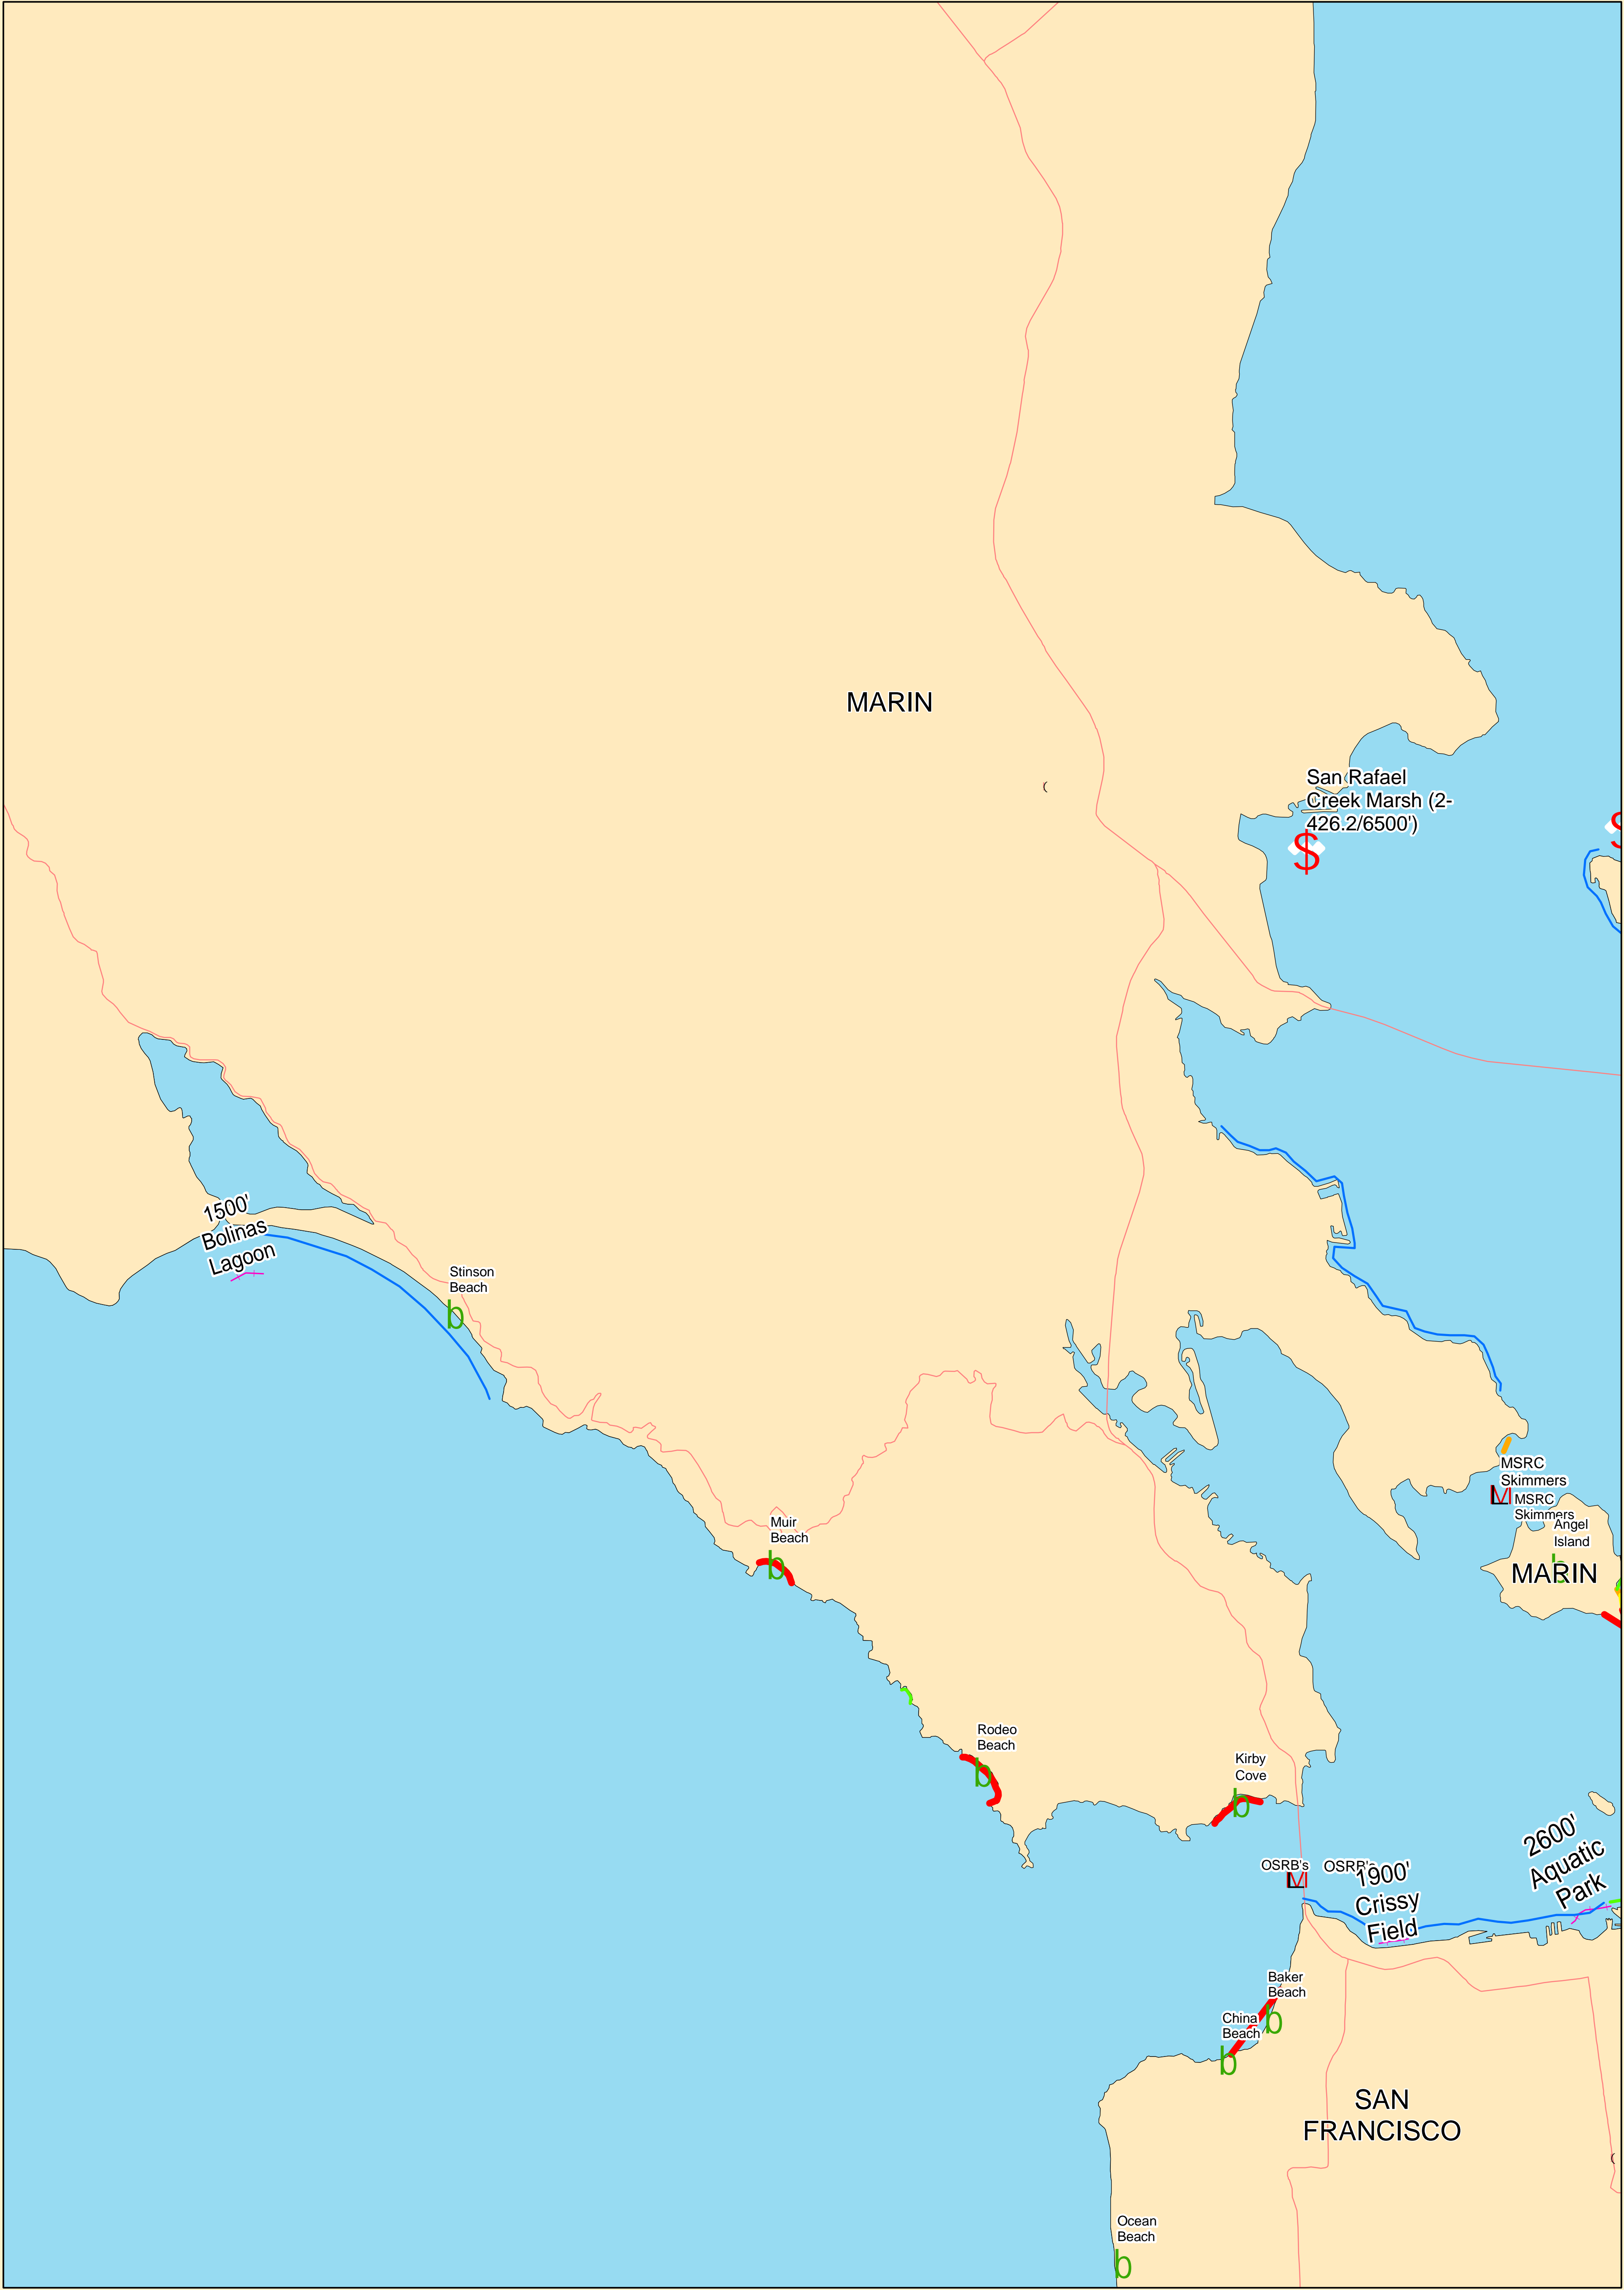 MARIN
San Rafael
Creek Marsh (2-
426.2/6500')
$
$
1500'
Bolinas
Lagoon
Stinson
Beach
b
MSRC
Skimmers
MSRC
Skimmers
Angel
Island
b
MARIN
Muir
Beach
b
Rodeo
Beach
b
Kirby
Cove
b
OSRB's
OSRB's
1900'
Crissy
Field
2600'
Aquatic
Park
Baker
Beach
b
China
Beach
b
SAN
FRANCISCO
Ocean
Beach
b